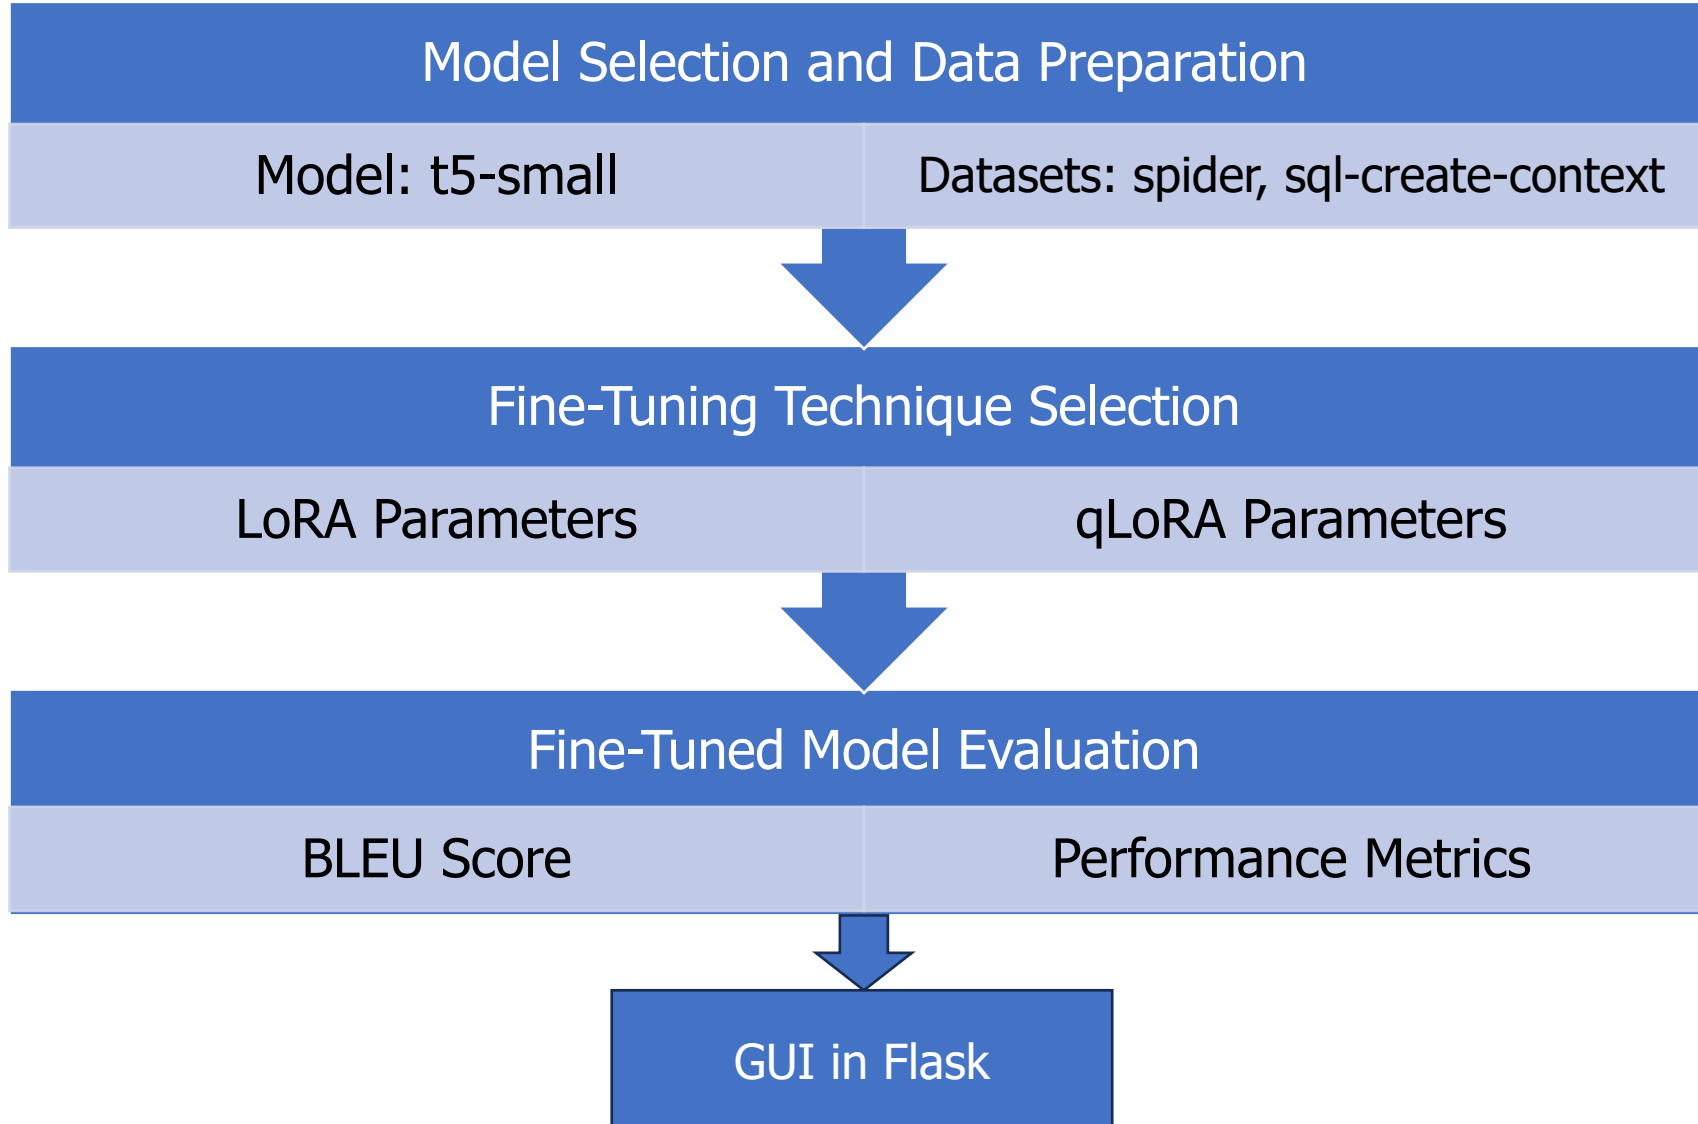 Model Selection and Data Preparation
Model: t5-small
Datasets: spider, sql-create-context
Fine-Tuning Technique Selection
LoRA Parameters
qLoRA Parameters
Fine-Tuned Model Evaluation
BLEU Score
Performance Metrics
GUI in Flask